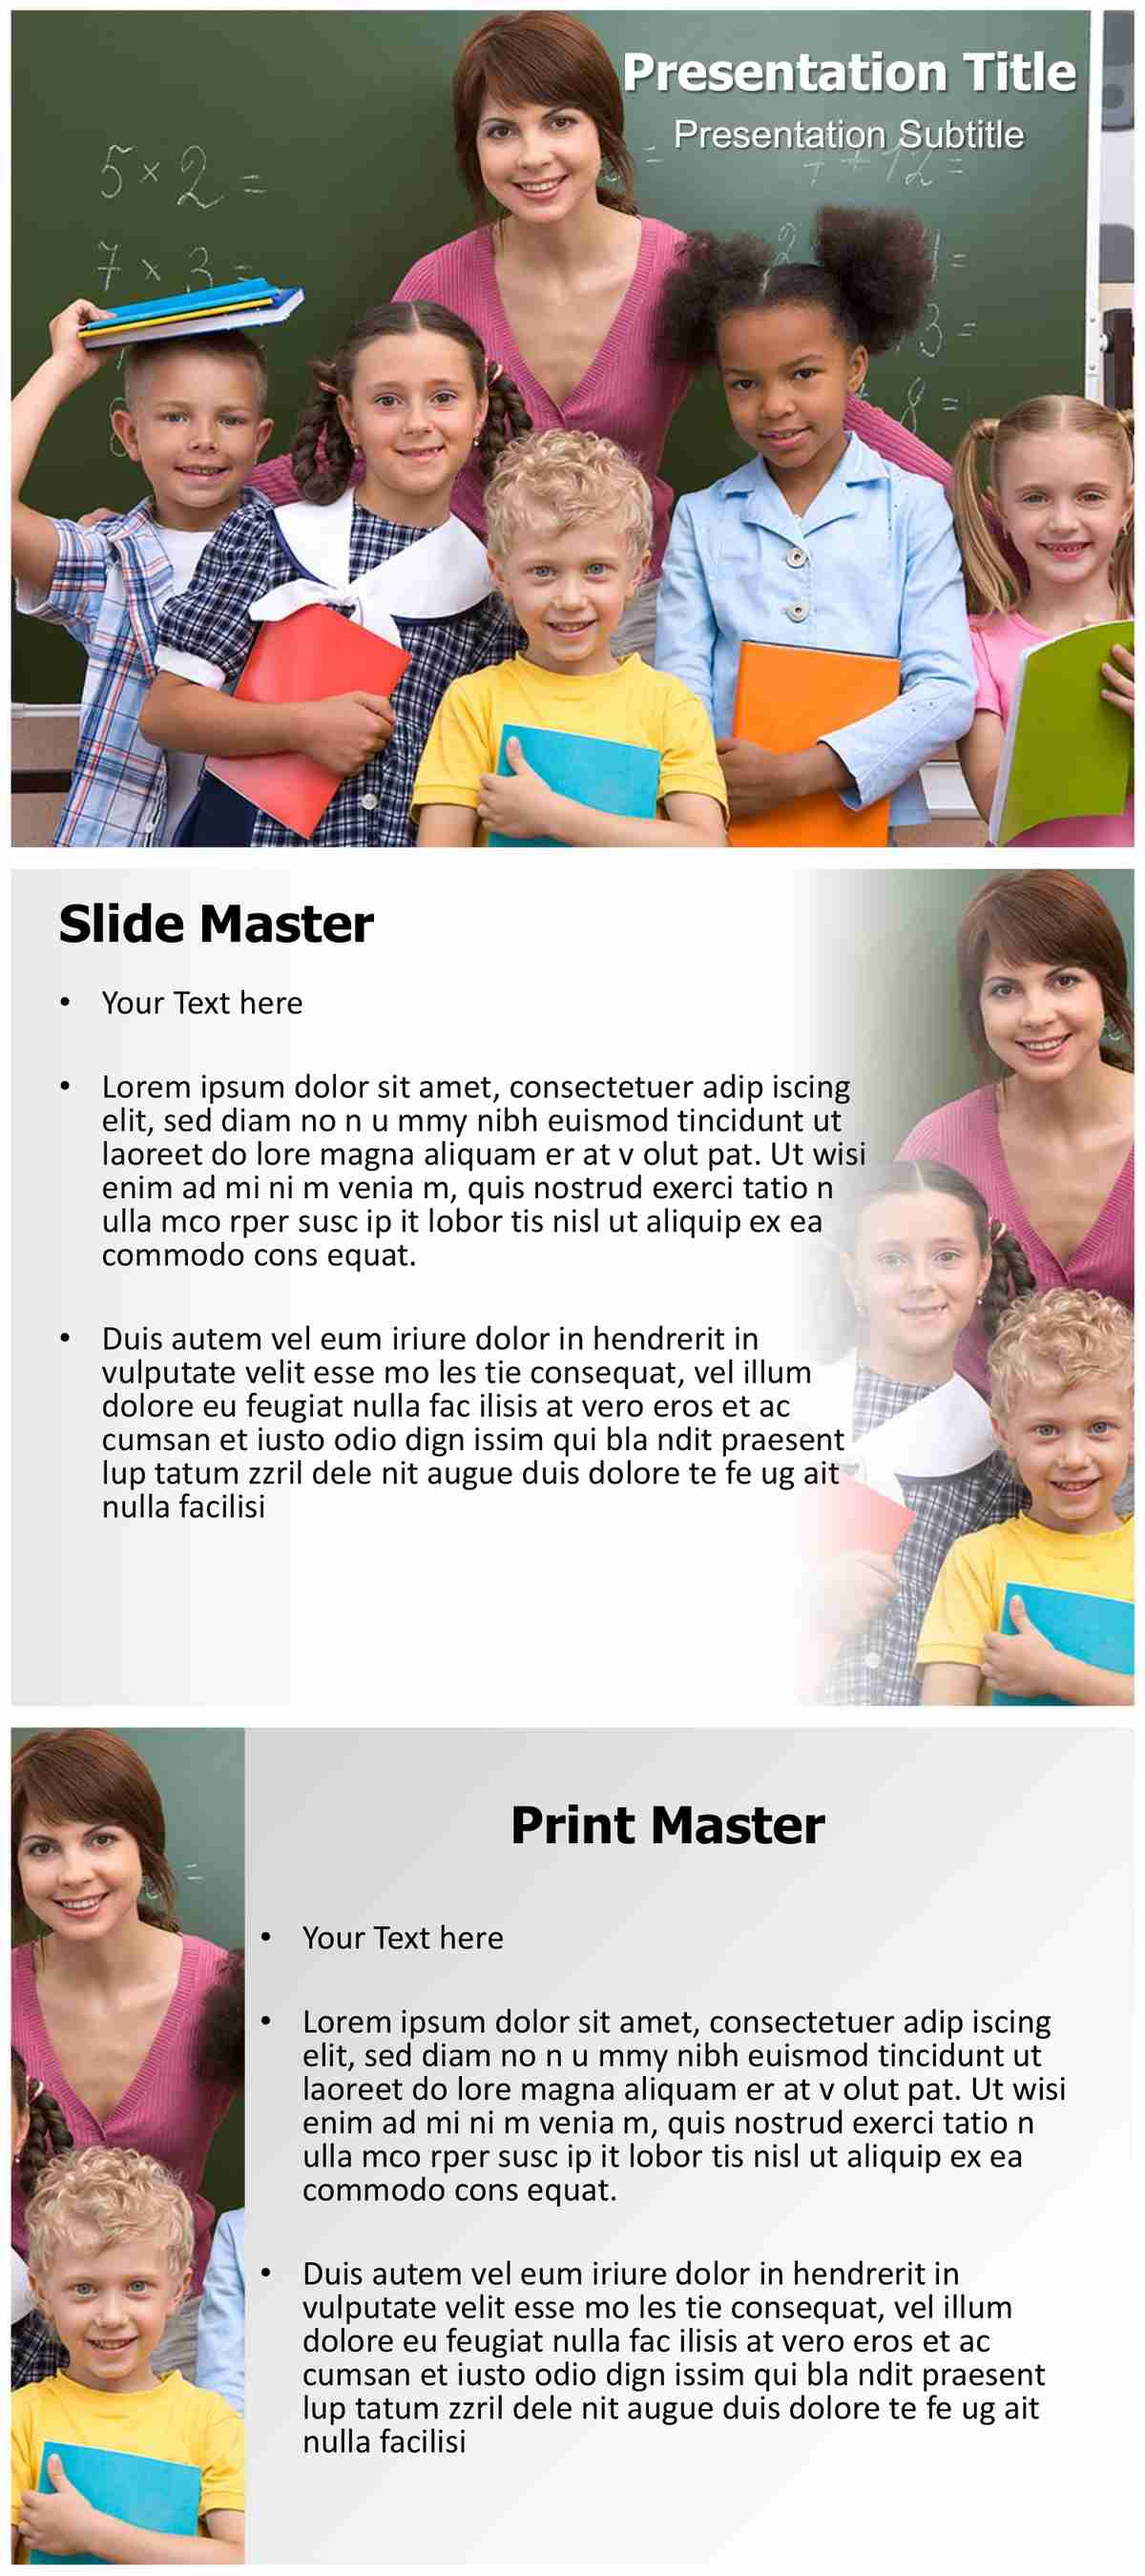 Presentation Title
Presentation Subtitle
5 × 2 =
7 + 12 =
7 × 3 =
Slide Master
• Your Text here
• Lorem ipsum dolor sit amet, consectetuer adip iscing
elit, sed diam no n u mmy nibh euismod tincidunt ut
laoreet do lore magna aliquam er at v olut pat. Ut wisi
enim ad mi ni m venia m, quis nostrud exerci tatio n
ulla mco rper susc ip it lobor tis nisl ut aliquip ex ea
commodo cons equat.
• Duis autem vel eum iriure dolor in hendrerit in
vulputate velit esse mo les tie consequat, vel illum
dolore eu feugiat nulla fac ilisis at vero eros et ac
cumsan et iusto odio dign issim qui bla ndit praesent
lup tatum zzril dele nit augue duis dolore te fe ug ait
nulla facilisi
Print Master
• Your Text here
• Lorem ipsum dolor sit amet, consectetuer adip iscing
elit, sed diam no n u mmy nibh euismod tincidunt ut
laoreet do lore magna aliquam er at v olut pat. Ut wisi
enim ad mi ni m venia m, quis nostrud exerci tatio n
ulla mco rper susc ip it lobor tis nisl ut aliquip ex ea
commodo cons equat.
• Duis autem vel eum iriure dolor in hendrerit in
vulputate velit esse mo les tie consequat, vel illum
dolore eu feugiat nulla fac ilisis at vero eros et ac
cumsan et iusto odio dign issim qui bla ndit praesent
lup tatum zzril dele nit augue duis dolore te fe ug ait
nulla facilisi